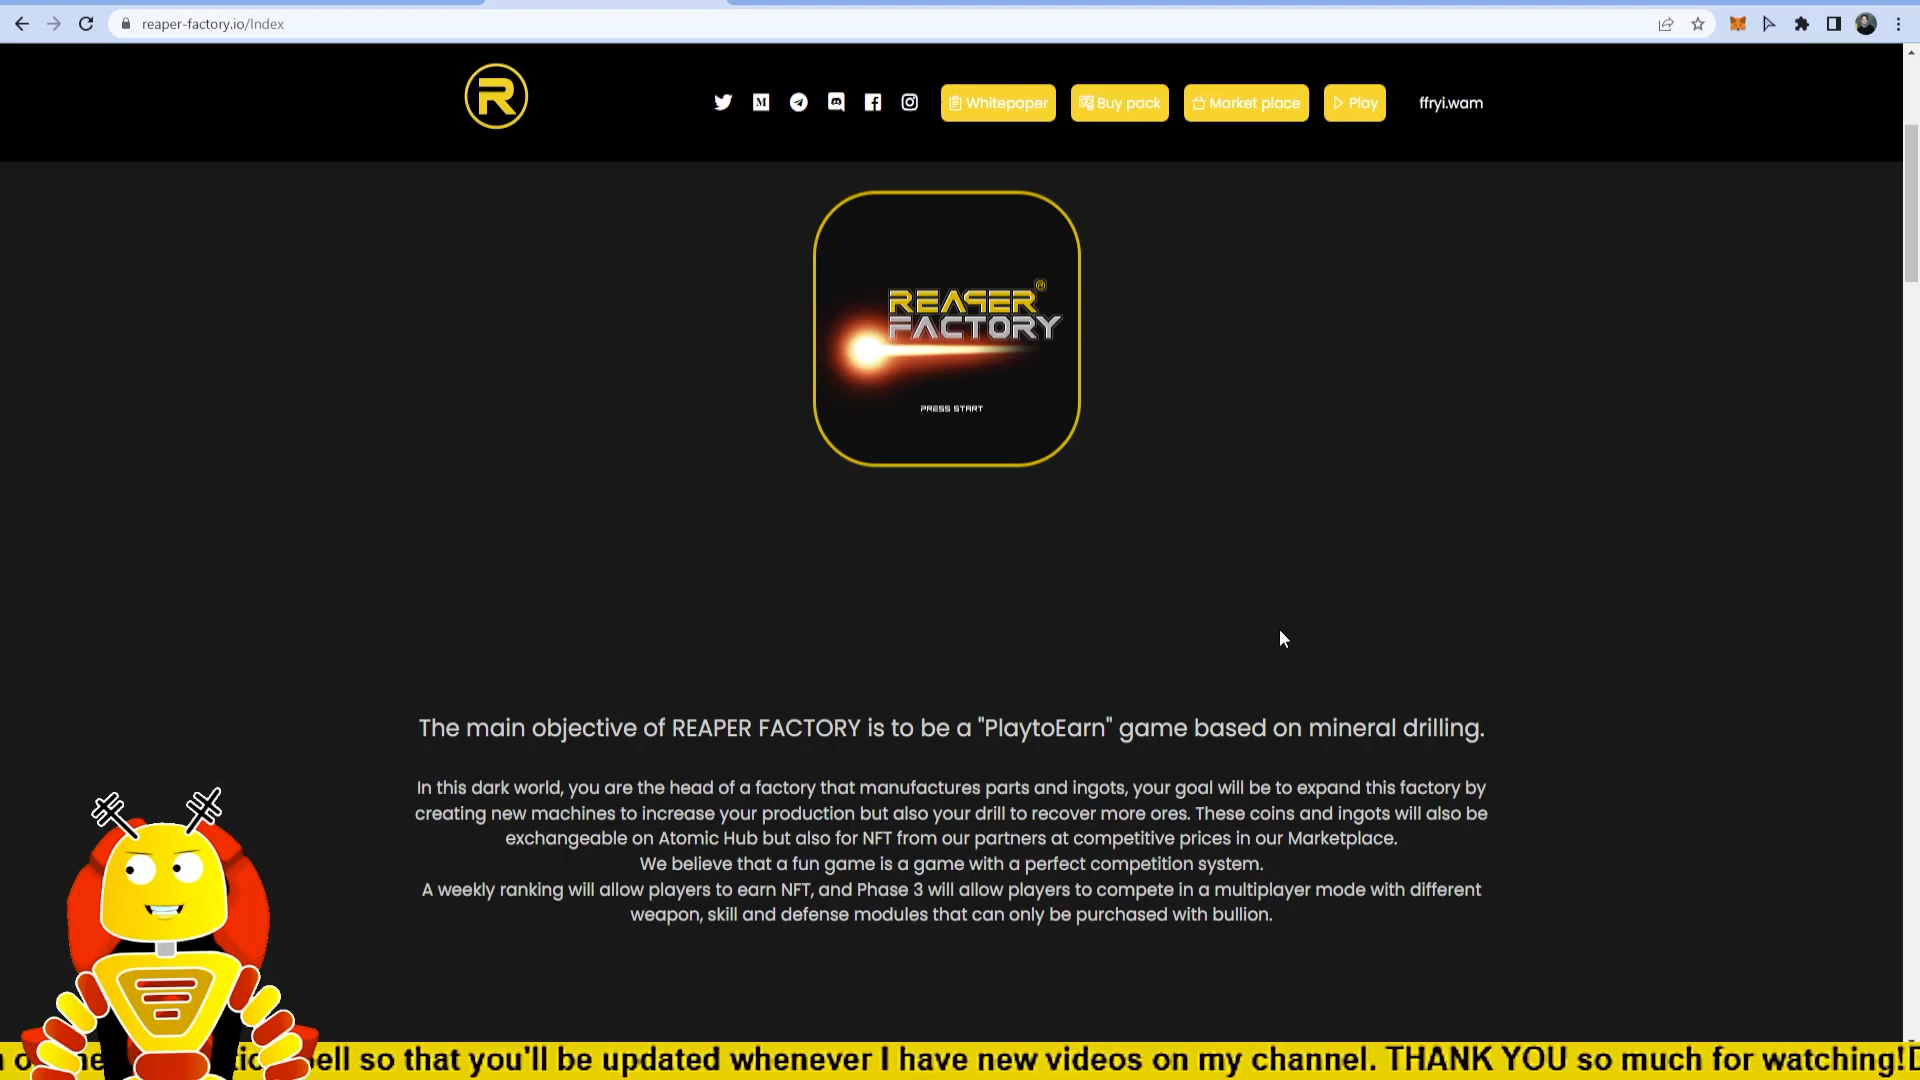 reaper-factory.io/Index
R
M
Whitepaper
Buy pack
Market place
Play
ffryi.wam
REAPER
FACTORY
PRESS START
The main objective of REAPER FACTORY is to be a "PlaytoEarn" game based on mineral drilling.
In this dark world, you are the head of a factory that manufactures parts and ingots, your goal will be to expand this factory by
creating new machines to increase your production but also your drill to recover more ores. These coins and ingots will also be
exchangeable on Atomic Hub but also for NFT from our partners at competitive prices in our Marketplace.
We believe that a fun game is a game with a perfect competition system.
A weekly ranking will allow players to earn NFT, and Phase 3 will allow players to compete in a multiplayer mode with different
weapon, skill and defense modules that can only be purchased with bullion.
so that you'll be updated whenever I have new videos on my channel. THANK YOU so much for watching!